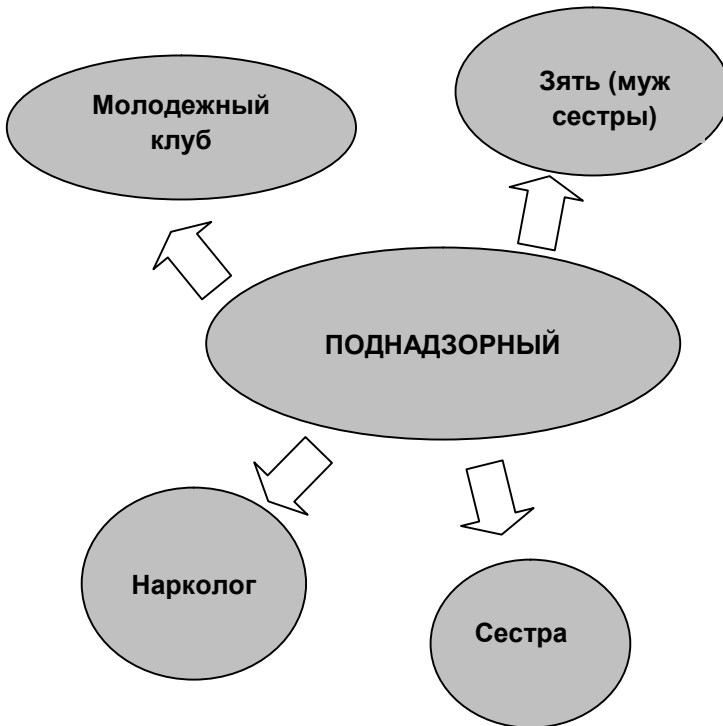 Молодежный
клуб
Зять (муж
сестры)
ПОДНАДЗОРНЫЙ
Нарколог
Сестра